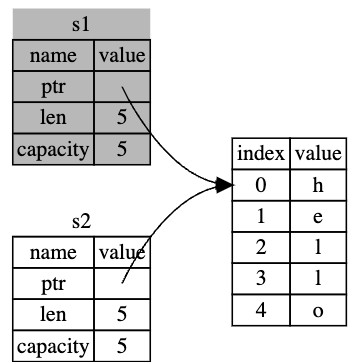 s1
name value
ptr
len 5
capacity 5
s2
name value
ptr
len 5
capacity 5
index value
0 h
1 e
2 l
3 l
4 o